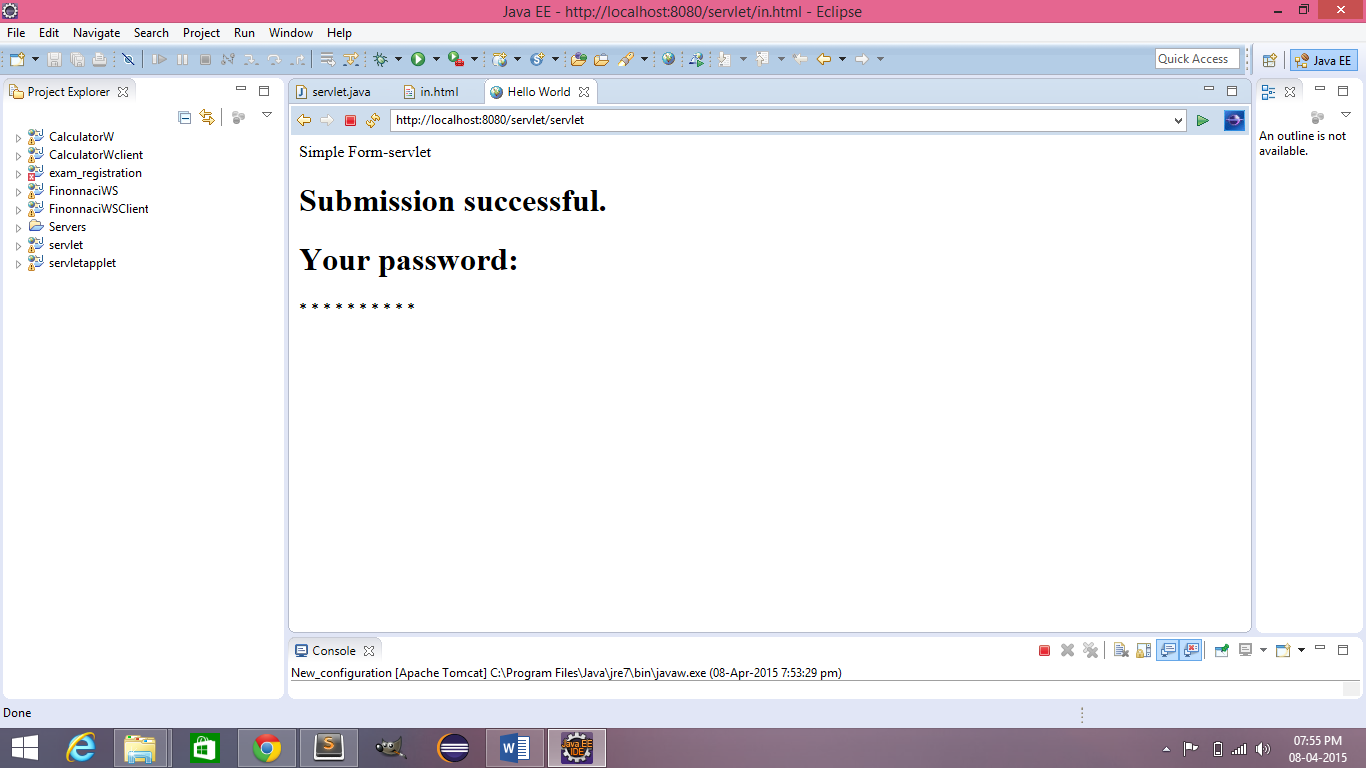 Java EE - http://localhost:8080/servlet/in.html - Eclipse
File Edit Navigate Search Project Run Window Help
Quick Access
Java EE
Project Explorer
servlet.java
in.html
Hello World
http://localhost:8080/servlet/servlet
CalculatorW
CalculatorWclient
exam_registration
FinonnaciWS
FinonnaciWSClient
Servers
servlet
servletapplet
Simple Form-servlet
Submission successful.
Your password:
* * * * * * * * * *
An outline is not
available.
Console
New_configuration [Apache Tomcat] C:\Program Files\Java\jre7\bin\javaw.exe (08-Apr-2015 7:53:29 pm)
Done
S
W
Java EE
IDE
07:55 PM
08-04-2015